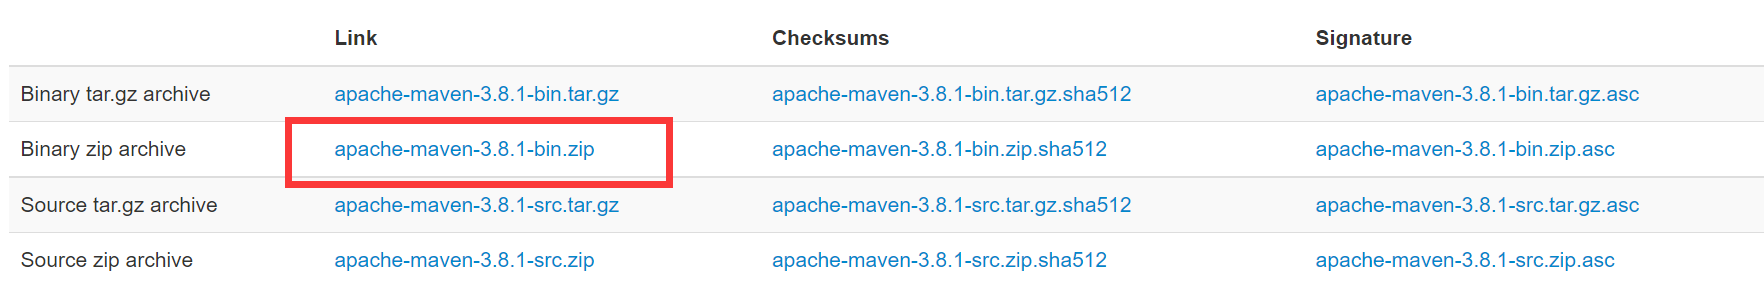 Link Checksums Signature
Binary tar.gz archive apache-maven-3.8.1-bin.tar.gz apache-maven-3.8.1-bin.tar.gz.sha512 apache-maven-3.8.1-bin.tar.gz.asc
Binary zip archive apache-maven-3.8.1-bin.zip apache-maven-3.8.1-bin.zip.sha512 apache-maven-3.8.1-bin.zip.asc
Source tar.gz archive apache-maven-3.8.1-src.tar.gz apache-maven-3.8.1-src.tar.gz.sha512 apache-maven-3.8.1-src.tar.gz.asc
Source zip archive apache-maven-3.8.1-src.zip apache-maven-3.8.1-src.zip.sha512 apache-maven-3.8.1-src.zip.asc